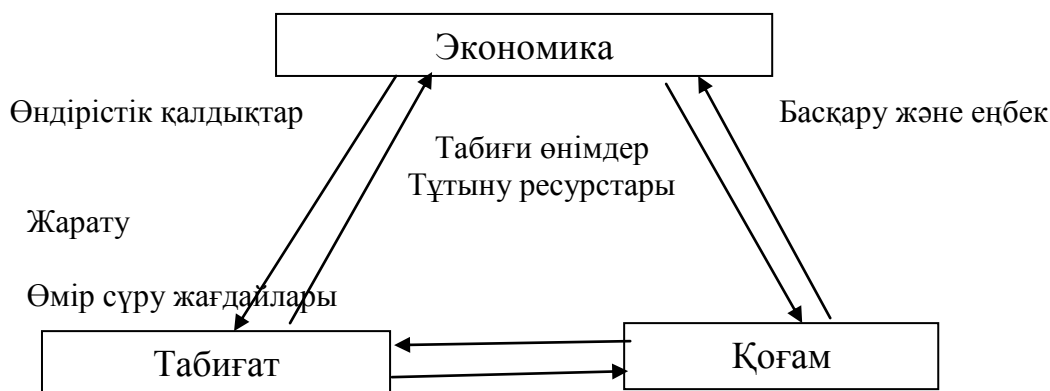 Экономика
Өндірістік қалдықтар
Басқару және еңбек
Табиғи өнімдер
Тұтыну ресурстары
Жарату
Өмір сүру жағдайлары
Табиғат
Қоғам